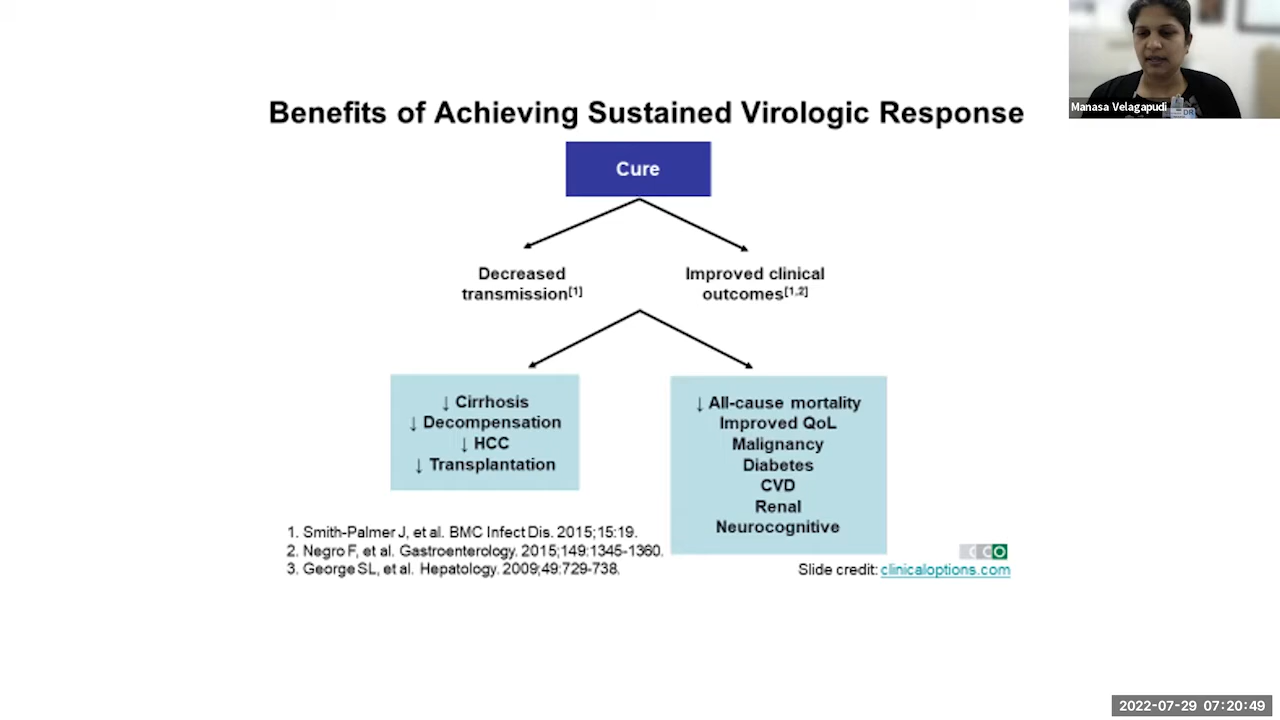 Manasa Velagapudi
Benefits of Achieving Sustained Virologic Response
Cure
Decreased
transmission[1]
Improved clinical
outcomes[1,2]
↓ Cirrhosis
↓ Decompensation
↓ HCC
↓ Transplantation
↓ All-cause mortality
Improved QoL
Malignancy
Diabetes
CVD
Renal
Neurocognitive
1. Smith-Palmer J, et al. BMC Infect Dis. 2015;15:19.
2. Negro F, et al. Gastroenterology. 2015;149:1345-1360.
3. George SL, et al. Hepatology. 2009;49:729-738.
CCO
Slide credit: clinicaloptions.com
2022-07-29 07:20:49